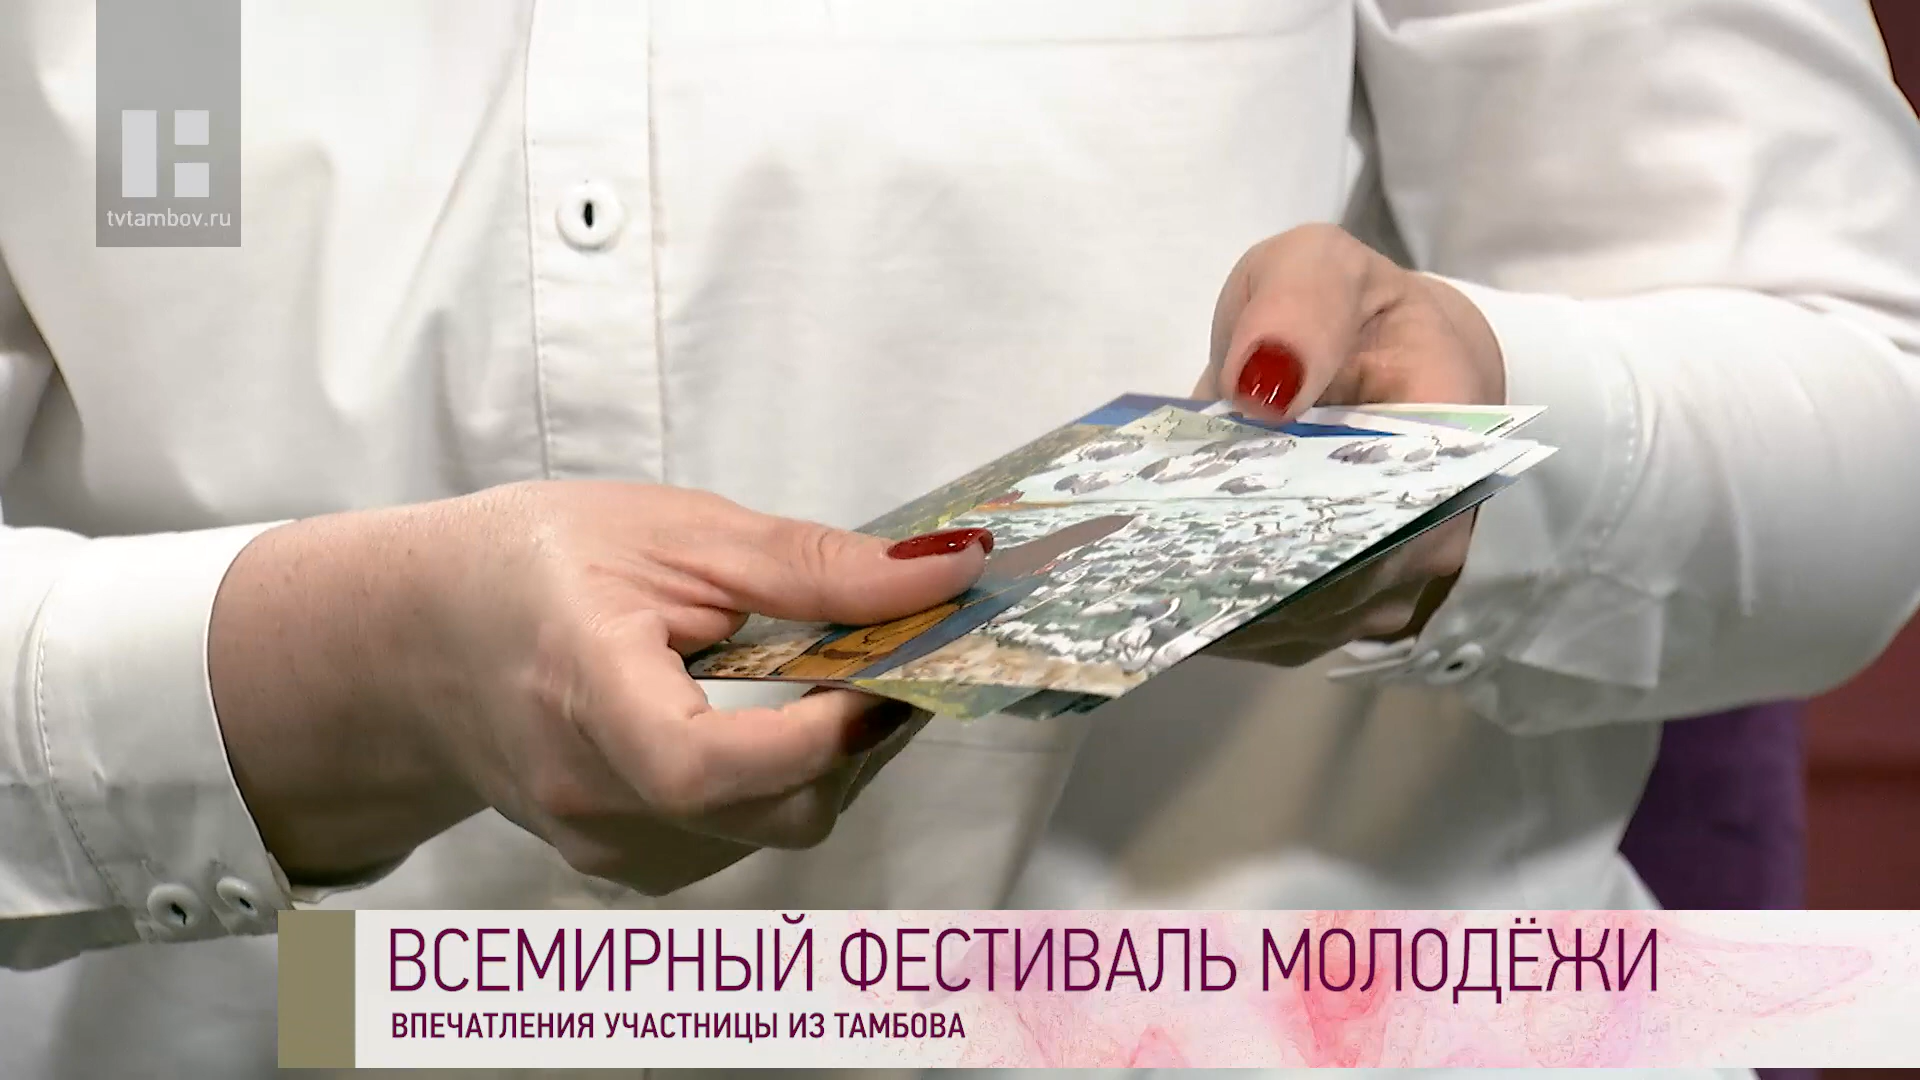 tvtambov.ru
ВСЕМИРНЫЙ ФЕСТИВАЛЬ МОЛОДЁЖИ
ВПЕЧАТЛЕНИЯ УЧАСТНИЦЫ ИЗ ТАМБОВА